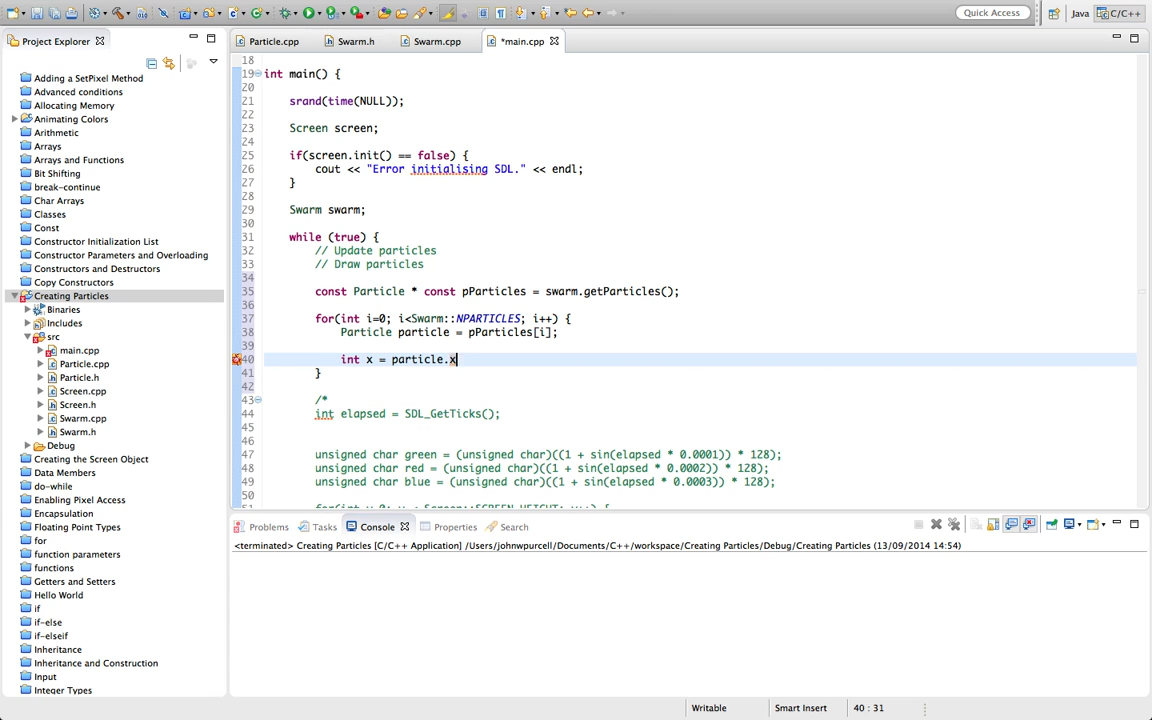 Quick Access
Java
C/C++
Project Explorer
Particle.cpp
Swarm.h
Swarm.cpp
*main.cpp
Adding a SetPixel Method
Advanced conditions
Allocating Memory
Animating Colors
Arithmetic
Arrays
Arrays and Functions
Bit Shifting
break-continue
Char Arrays
Classes
Const
Constructor Initialization List
Constructor Parameters and Overloading
Constructors and Destructors
Copy Constructors
Creating Particles
Binaries
Includes
src
main.cpp
Particle.cpp
Particle.h
Screen.cpp
Screen.h
Swarm.cpp
Swarm.h
Debug
Creating the Screen Object
Data Members
do-while
Enabling Pixel Access
Encapsulation
Floating Point Types
for
function parameters
functions
Getters and Setters
Hello World
if
if-else
if-elseif
Inheritance
Inheritance and Construction
Input
Integer Types
18
19 int main() {
20
21 srand(time(NULL));
22
23 Screen screen;
24
25 if(screen.init() == false) {
26 cout << "Error initialising SDL." << endl;
27 }
28
29 Swarm swarm;
30
31 while (true) {
32 // Update particles
33 // Draw particles
34
35 const Particle * const pParticles = swarm.getParticles();
36
37 for(int i=0; i<Swarm::NPARTICLES; i++) {
38 Particle particle = pParticles[i];
39
40 int x = particle.x
41 }
42
43 /*
44 int elapsed = SDL_GetTicks();
45
46
47 unsigned char green = (unsigned char)((1 + sin(elapsed * 0.0001)) * 128);
48 unsigned char red = (unsigned char)((1 + sin(elapsed * 0.0002)) * 128);
49 unsigned char blue = (unsigned char)((1 + sin(elapsed * 0.0003)) * 128);
50
Problems
Tasks
Console
Properties
Search
<terminated> Creating Particles [C/C++ Application] /Users/johnwpurcell/Documents/C++/workspace/Creating Particles/Debug/Creating Particles (13/09/2014 14:54)
Writable
Smart Insert
40 : 31